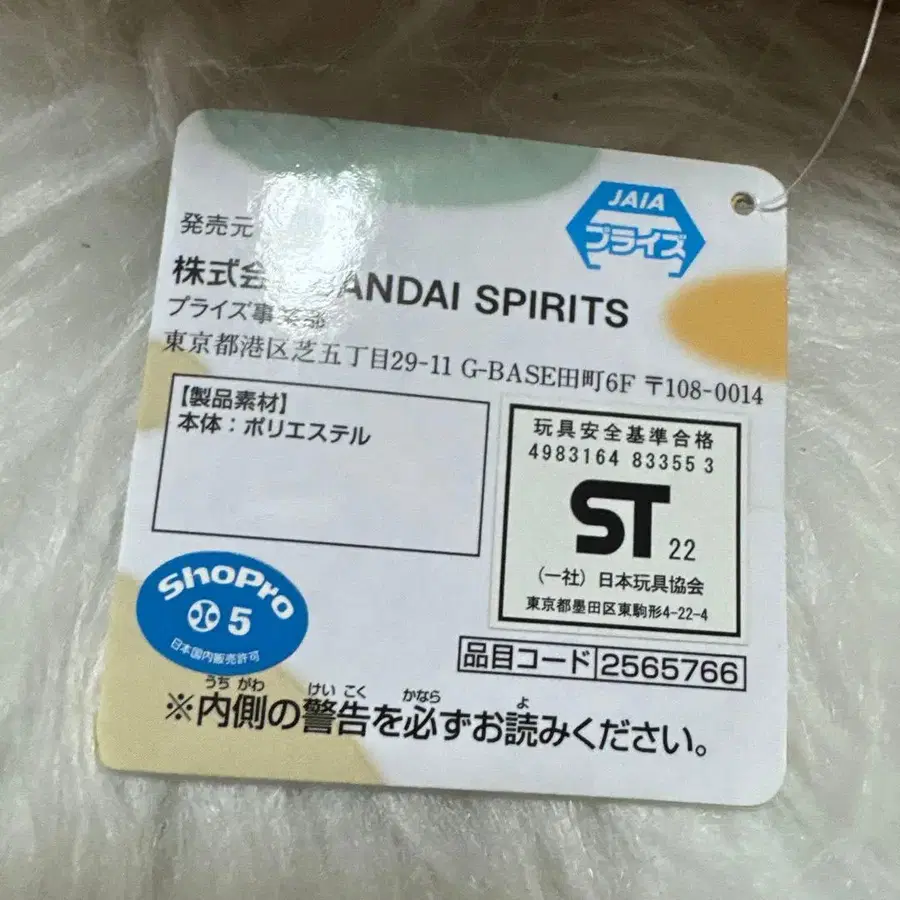 JAIA
プライズ
発売元
株式会 ANDAI SPIRITS
プライズ事業部
東京都港区芝五丁目29-11 G-BASE田町6F 〒108-0014
【製品素材】
本体：ポリエステル
玩具安全基準合格
4983164 83355 3
ST 22
（一社）日本玩具協会
東京都墨田区東駒形4-22-4
ShoPro
5
日本国内販売許可
品目コード 2565766
うち がわ けい こく かなら よ
※内側の警告を必ずお読みください。